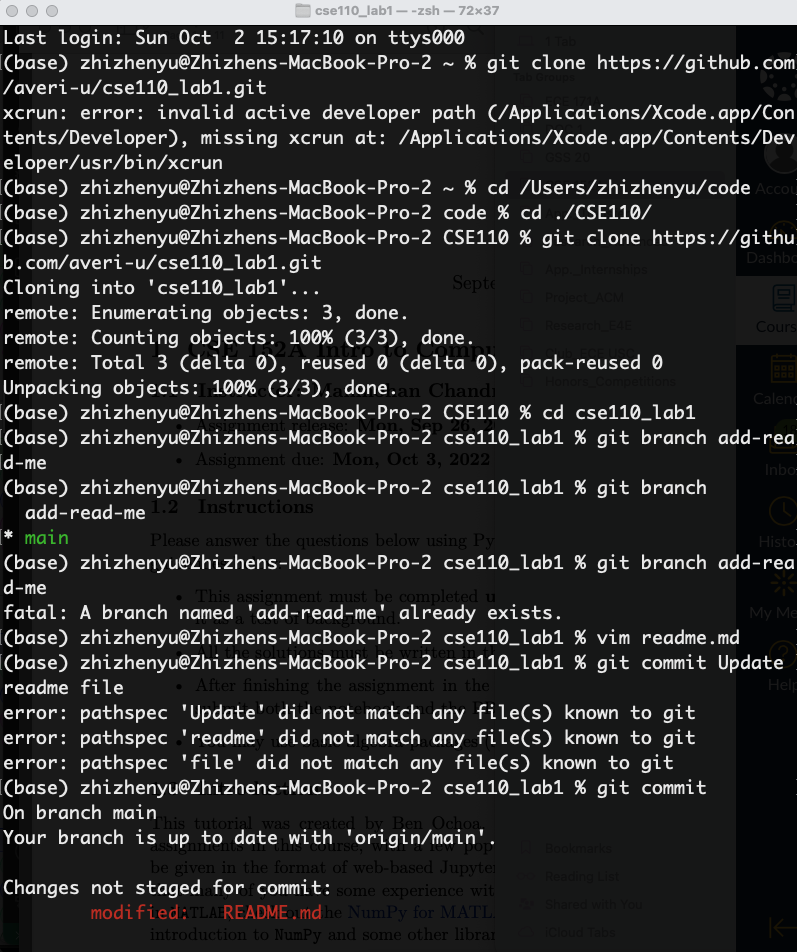 cse110_lab1 — -zsh — 72×37
Last login: Sun Oct  2 15:17:10 on ttys000
(base) zhizhenyu@Zhizhens-MacBook-Pro-2 ~ % git clone https://github.com
/averi-u/cse110_lab1.git
xcrun: error: invalid active developer path (/Applications/Xcode.app/Con
tents/Developer), missing xcrun at: /Applications/Xcode.app/Contents/Dev
eloper/usr/bin/xcrun
(base) zhizhenyu@Zhizhens-MacBook-Pro-2 ~ % cd /Users/zhizhenyu/code
(base) zhizhenyu@Zhizhens-MacBook-Pro-2 code % cd ./CSE110/
(base) zhizhenyu@Zhizhens-MacBook-Pro-2 CSE110 % git clone https://githu
b.com/averi-u/cse110_lab1.git
Cloning into 'cse110_lab1'...
remote: Enumerating objects: 3, done.
remote: Counting objects: 100% (3/3), done.
remote: Total 3 (delta 0), reused 0 (delta 0), pack-reused 0
Unpacking objects: 100% (3/3), done.
(base) zhizhenyu@Zhizhens-MacBook-Pro-2 CSE110 % cd cse110_lab1
(base) zhizhenyu@Zhizhens-MacBook-Pro-2 cse110_lab1 % git branch add-rea
d-me
(base) zhizhenyu@Zhizhens-MacBook-Pro-2 cse110_lab1 % git branch
  add-read-me
* main
(base) zhizhenyu@Zhizhens-MacBook-Pro-2 cse110_lab1 % git branch add-rea
d-me
fatal: A branch named 'add-read-me' already exists.
(base) zhizhenyu@Zhizhens-MacBook-Pro-2 cse110_lab1 % vim readme.md
(base) zhizhenyu@Zhizhens-MacBook-Pro-2 cse110_lab1 % git commit Update
readme file
error: pathspec 'Update' did not match any file(s) known to git
error: pathspec 'readme' did not match any file(s) known to git
error: pathspec 'file' did not match any file(s) known to git
(base) zhizhenyu@Zhizhens-MacBook-Pro-2 cse110_lab1 % git commit
On branch main
Your branch is up to date with 'origin/main'.

Changes not staged for commit:
        modified:   README.md